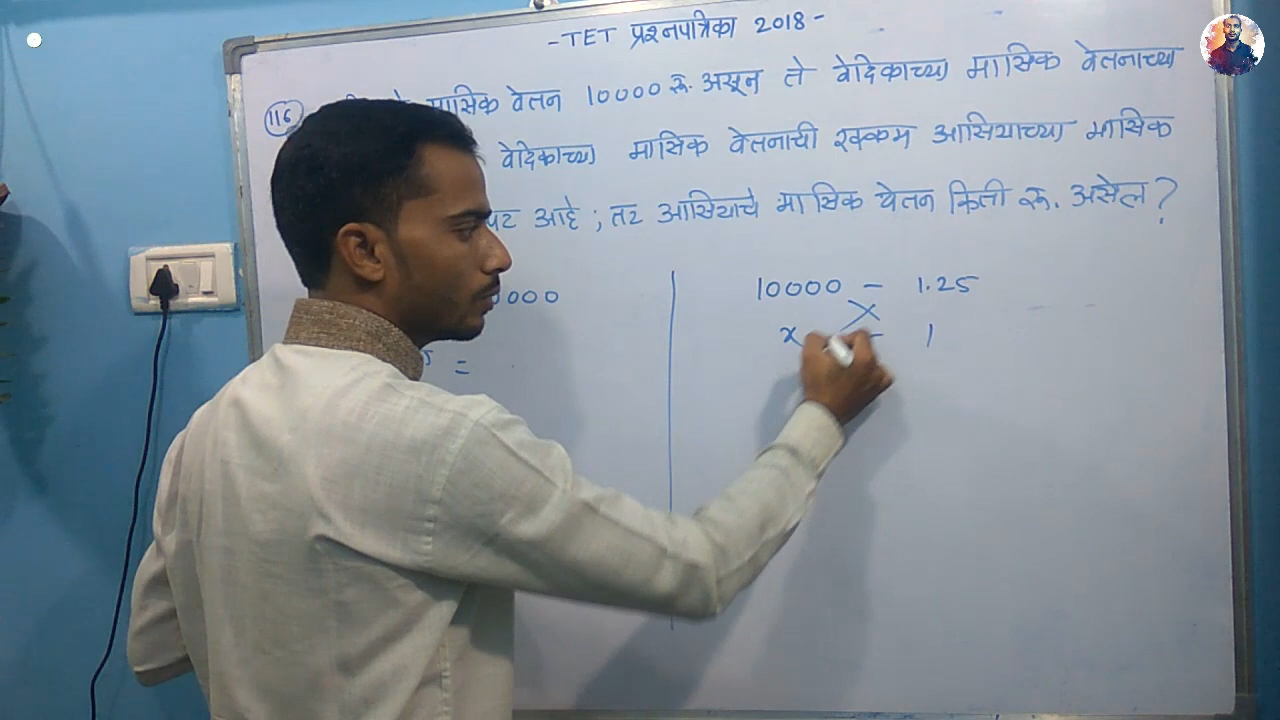 -TET प्रश्नपत्रिका 2018-
116 मासिक वेतन 10000 रू. असून ते वेदिकाच्या मासिक वेतनाच्या
वेदिकाच्या मासिक वेतनाची रक्कम आसियाच्या मासिक
पट आहे ; तर आसियाचे मासिक वेतन किती रू. असेल ?
10000 - 1.25
x - 1
=